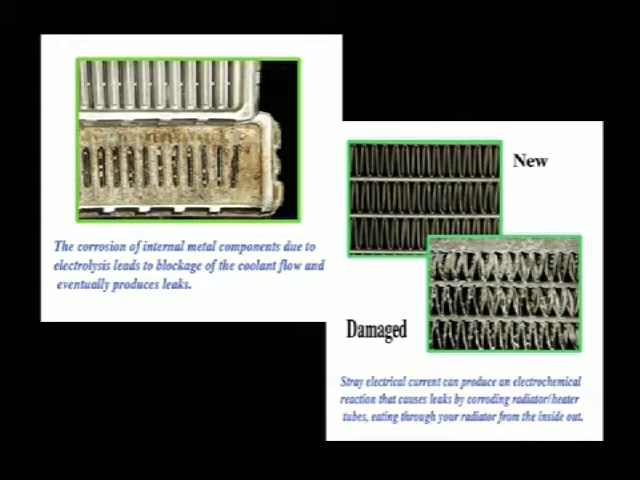 The corrosion of internal metal components due to
electrolysis leads to blockage of the coolant flow and
eventually produces leaks.
New
Damaged
Stray electrical current can produce an electrochemical
reaction that causes leaks by corroding radiator/heater
tubes, eating through your radiator from the inside out.